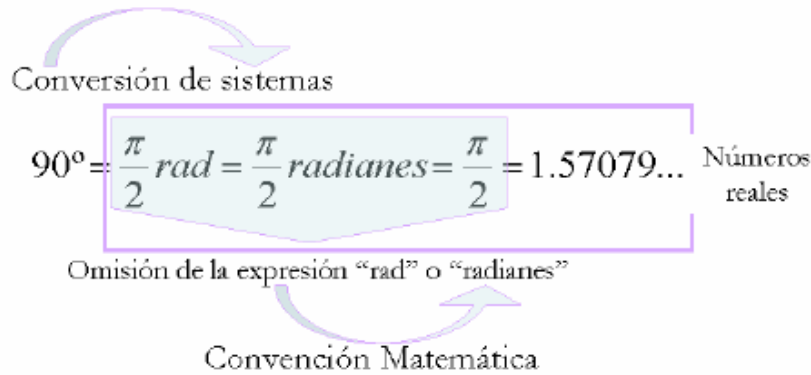 Conversión de sistemas
90º = π/2 rad = π/2 radianes = π/2 = 1.57079...
Números
reales
Omisión de la expresión “rad” o “radianes”
Convención Matemática